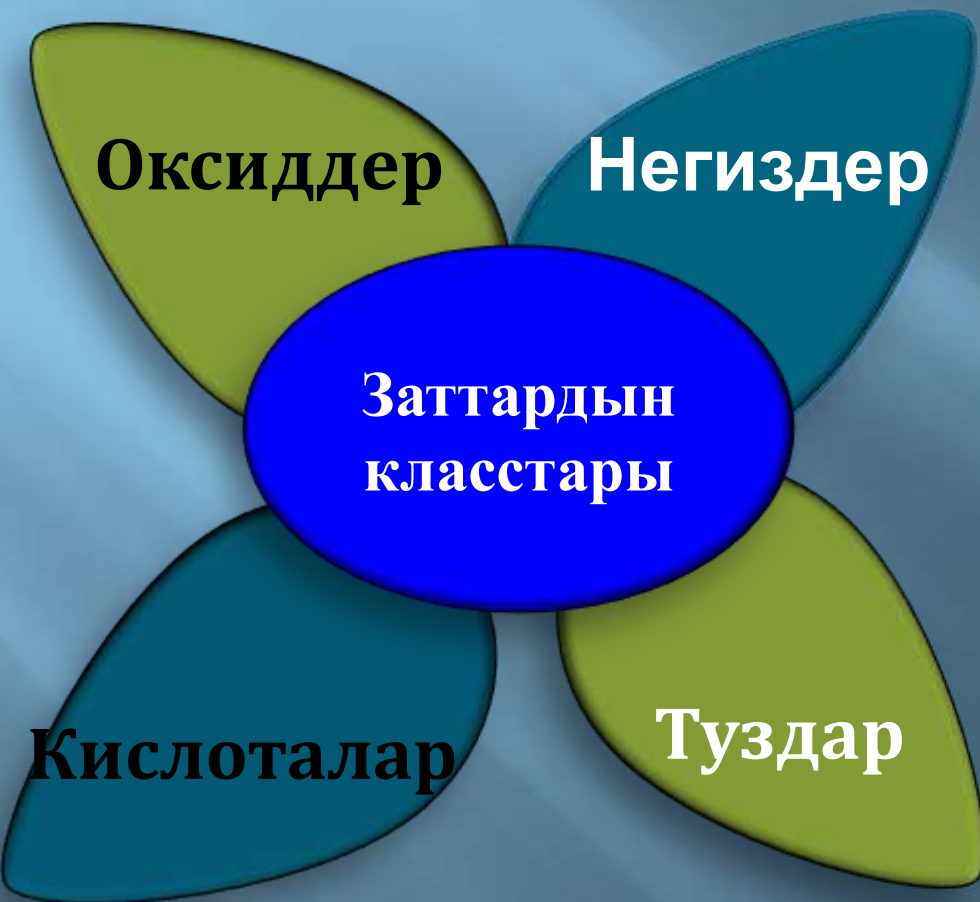 Оксиддер
Негиздер
Заттардын
класстары
Кислоталар
Туздар